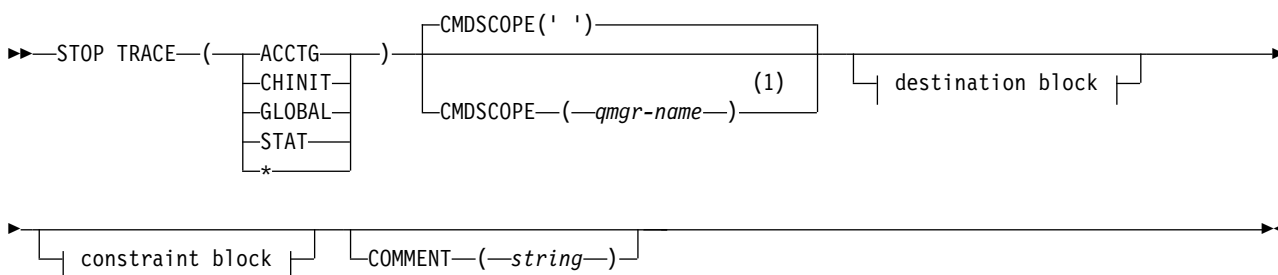 CMDSCOPE(' ')
STOP TRACE ( ACCTG )
CHINIT
GLOBAL
STAT
*
(1)
CMDSCOPE ( qmgr-name )
destination block
constraint block
COMMENT ( string )